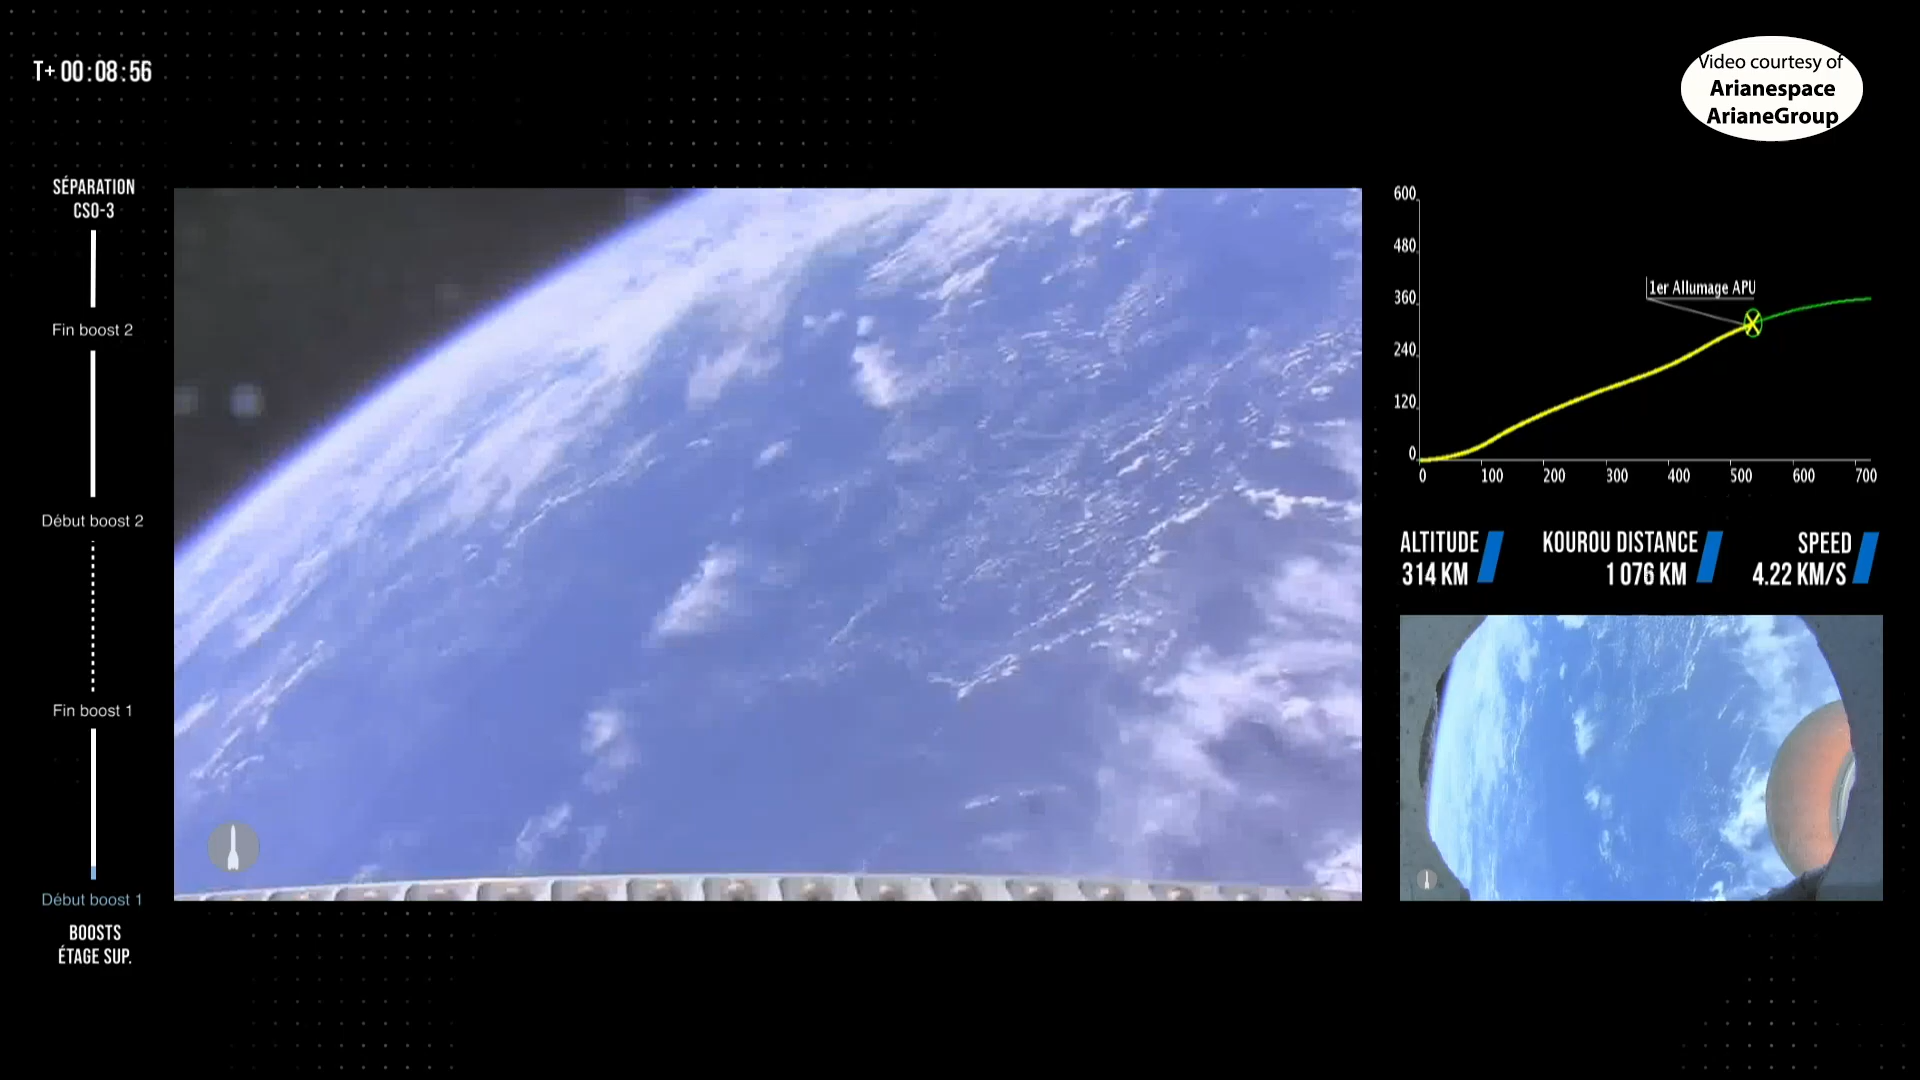 T+ 00:08:56
Video courtesy of
Arianespace
ArianeGroup
SÉPARATION
CSO-3
Fin boost 2
Début boost 2
Fin boost 1
Début boost 1
BOOSTS
ÉTAGE SUP.
600
480
360
240
120
0
1er Allumage APU
0 100 200 300 400 500 600 700
ALTITUDE
314 KM
KOUROU DISTANCE
1 076 KM
SPEED
4.22 KM/S